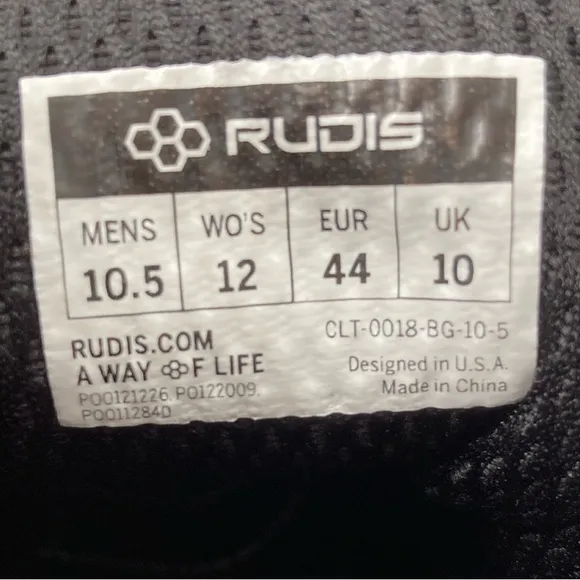 RUDIS
MENS WO'S EUR UK
10.5 12 44 10
RUDIS.COM
A WAY OF LIFE
PO0121226. PO122009.
PO011284D
CLT-0018-BG-10-5
Designed in U.S.A.
Made in China